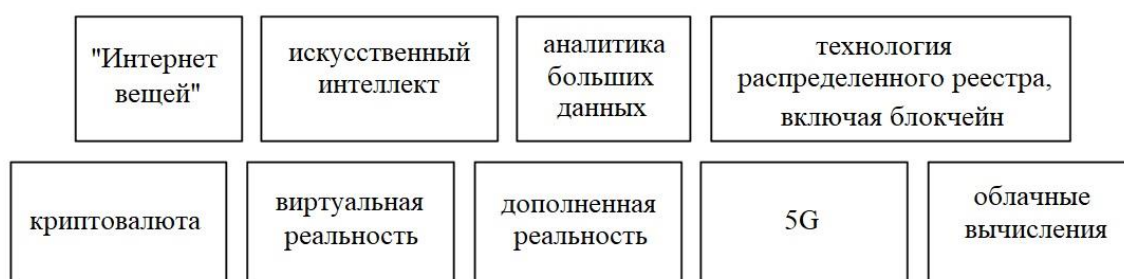 "Интернет
вещей"
искусственный
интеллект
аналитика
больших
данных
технология
распределенного реестра,
включая блокчейн
криптовалюта
виртуальная
реальность
дополненная
реальность
5G
облачные
вычисления